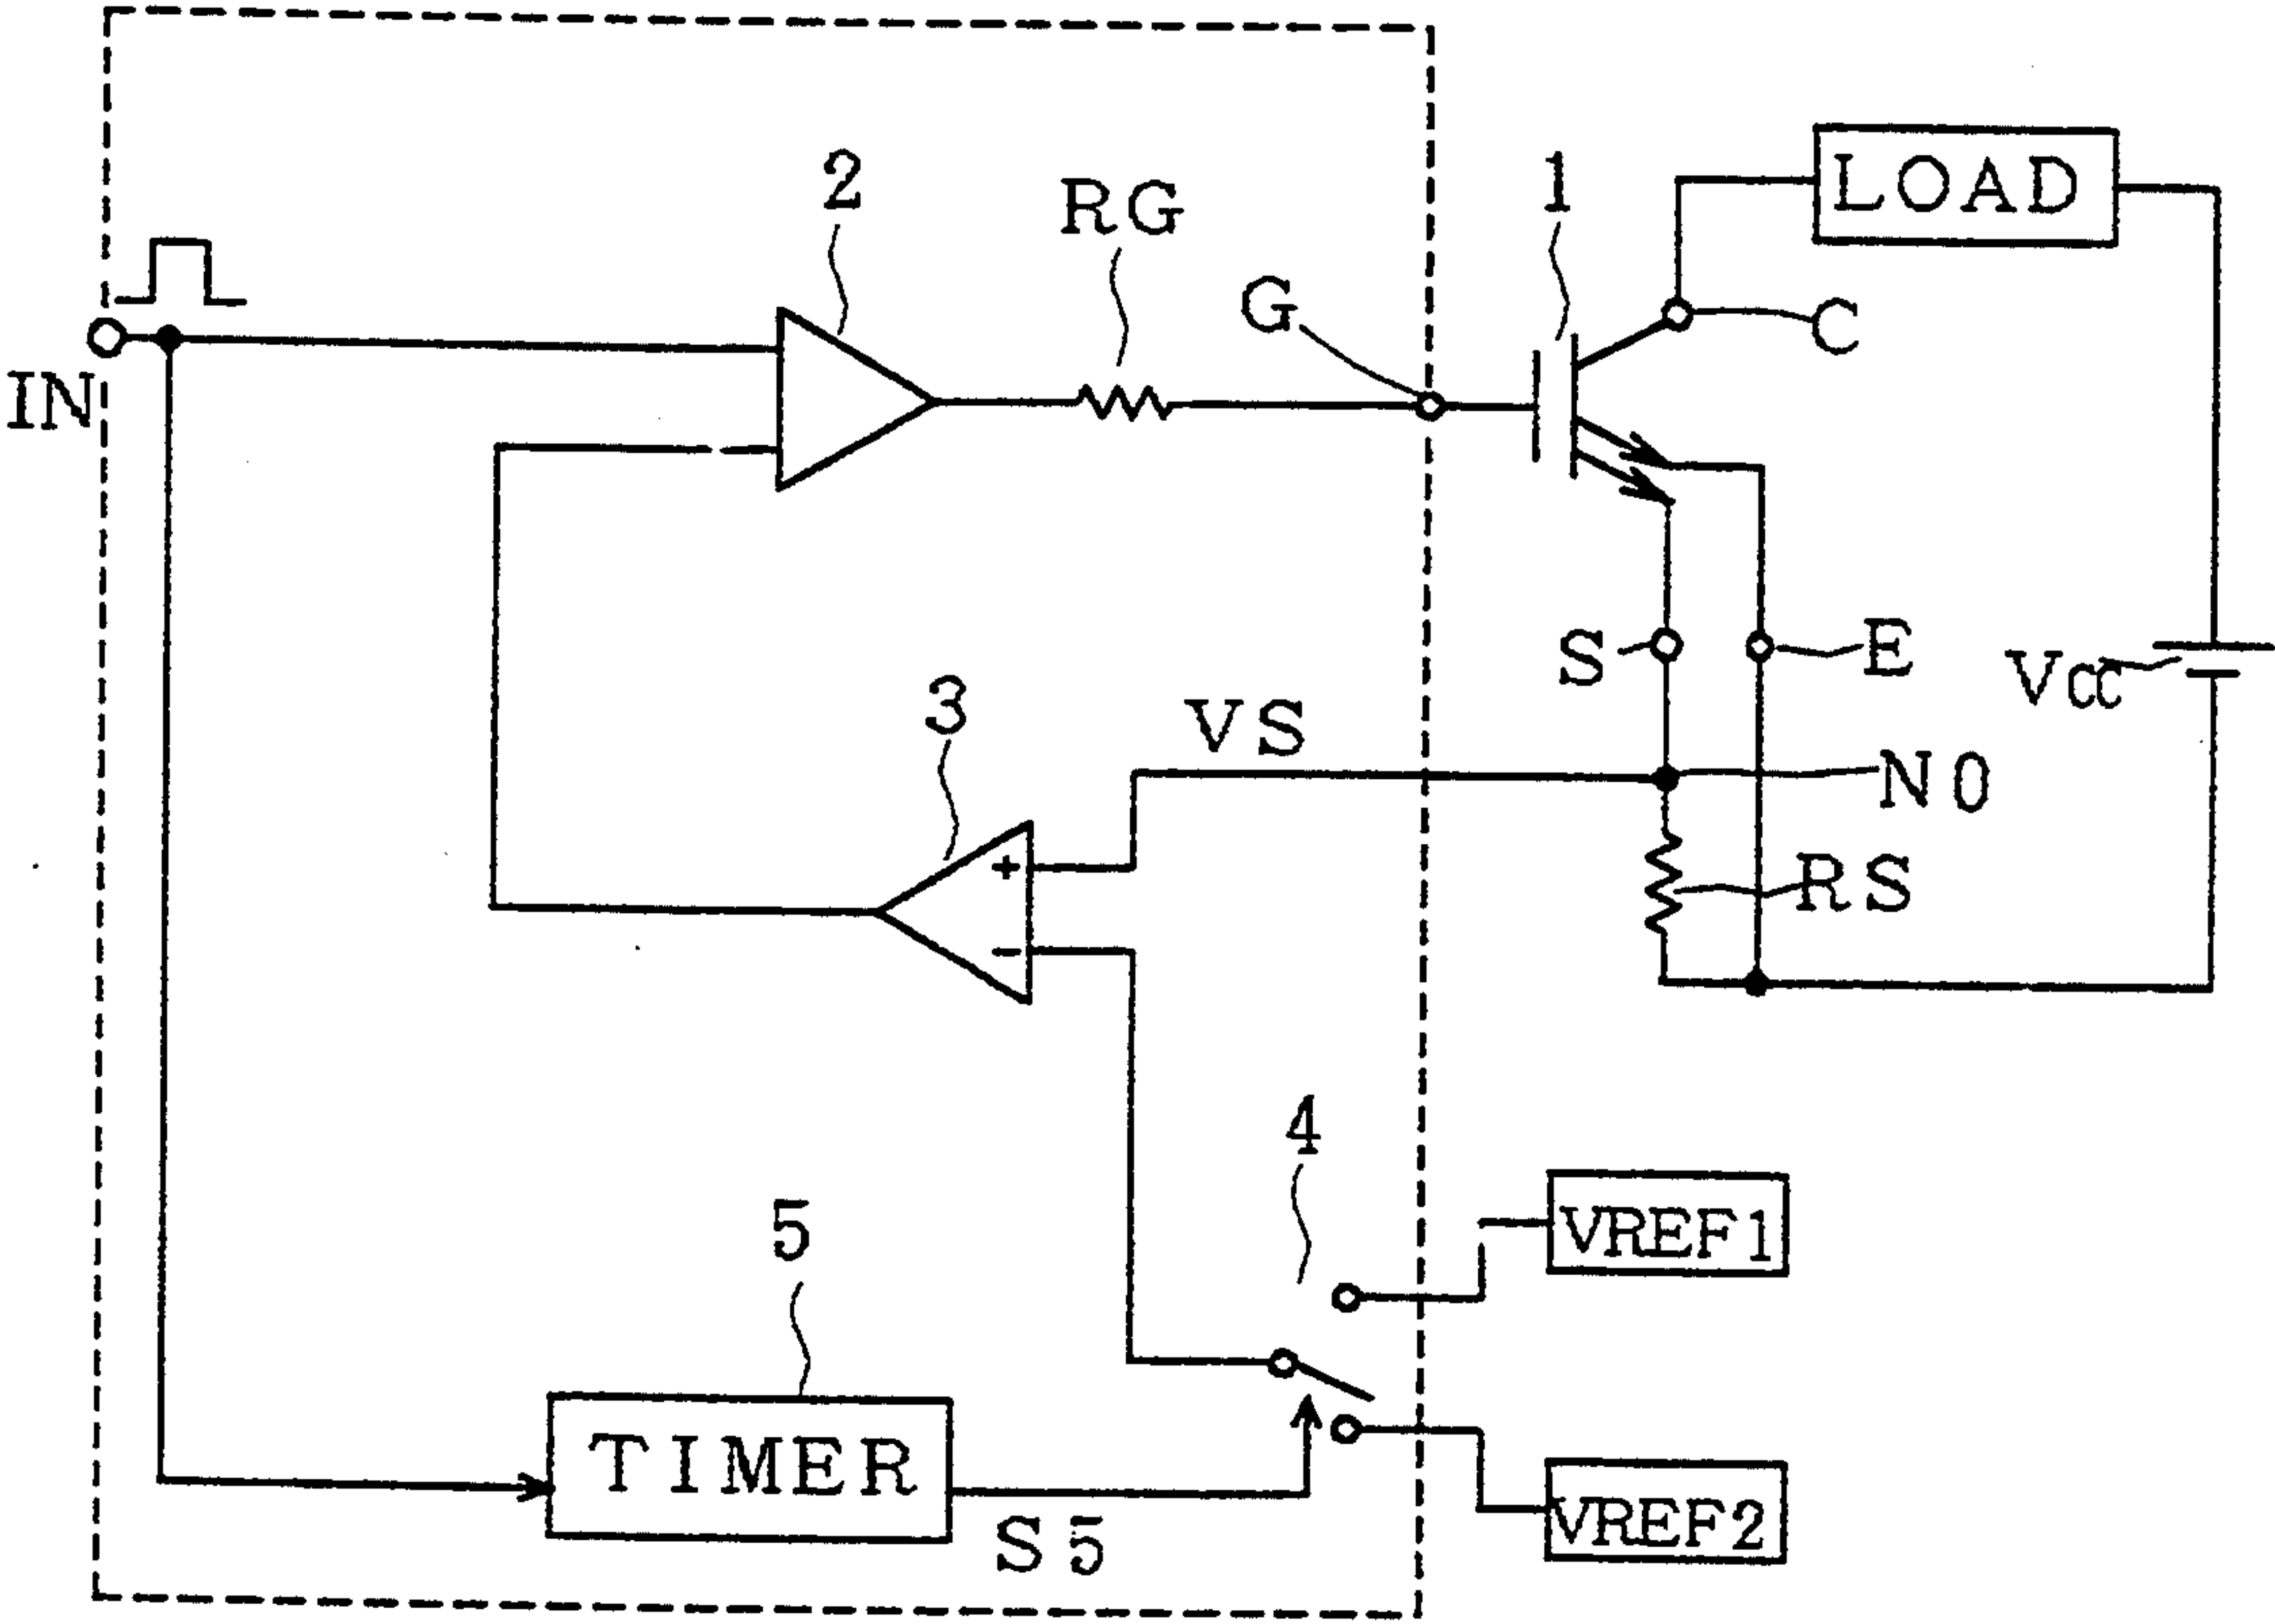 2
RG
1
LOAD
G
C
IN
S
E
VCC
3
VS
N0
+
RS
−
4
5
VREF1
TIMER
S5
VREF2